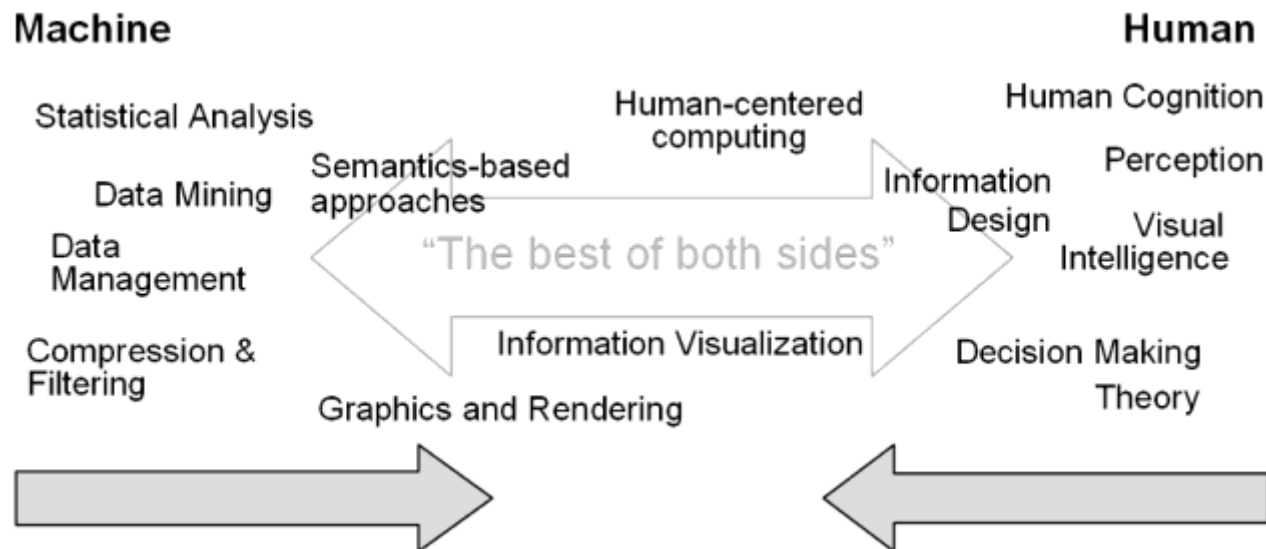 Machine
Human
Statistical Analysis
Data Mining
Data
Management
Compression &
Filtering
Semantics-based
approaches
Human-centered
computing
"The best of both sides"
Information Visualization
Graphics and Rendering
Information
Design
Human Cognition
Perception
Visual
Intelligence
Decision Making
Theory